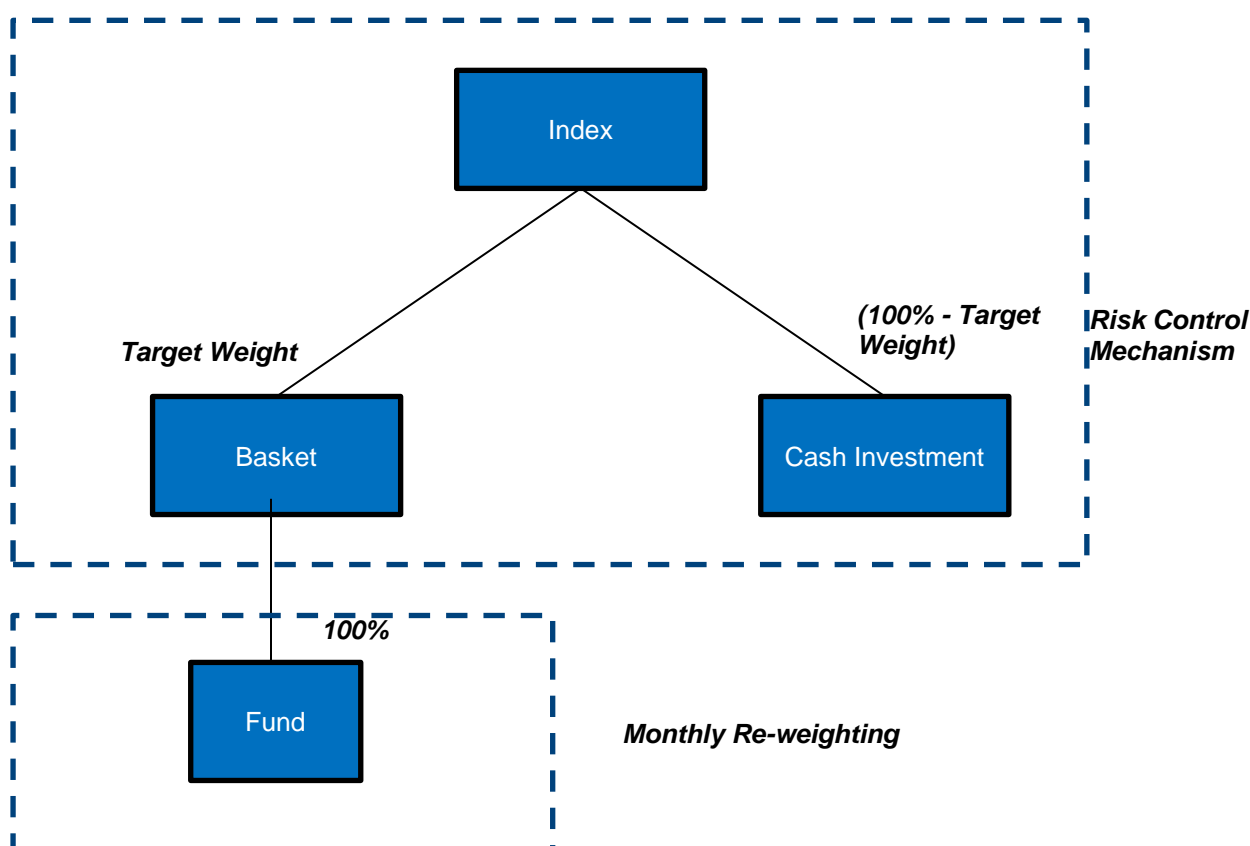 Index
(100% - Target
Weight)
Risk Control
Mechanism
Target Weight
Basket
Cash Investment
100%
Fund
Monthly Re-weighting